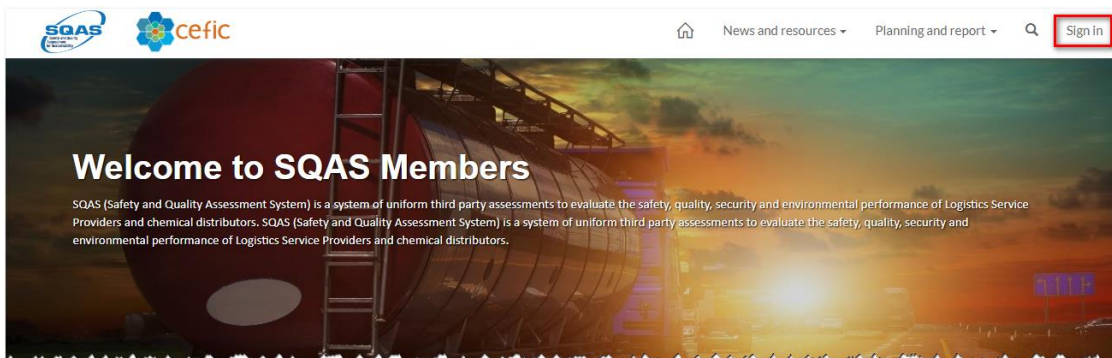 SQAS
cefic
News and resources
Planning and report
Sign in
Welcome to SQAS Members
SQAS (Safety and Quality Assessment System) is a system of uniform third party assessments to evaluate the safety, quality, security and environmental performance of Logistics Service
Providers and chemical distributors. SQAS (Safety and Quality Assessment System) is a system of uniform third party assessments to evaluate the safety, quality, security and
environmental performance of Logistics Service Providers and chemical distributors.